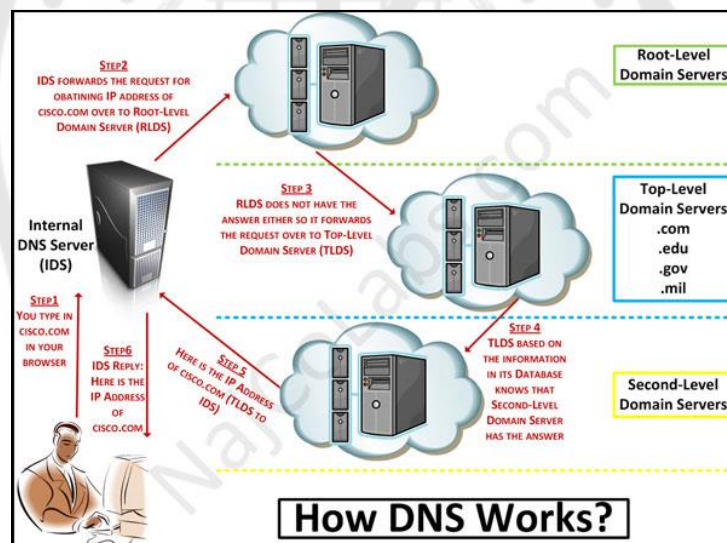 Step2
IDS forwards the request for
obatining IP address of
cisco.com over to Root-Level
Domain Server (RLDS)
Root-Level
Domain Servers
Step 3
RLDS does not have the
answer either so it forwards
the request over to Top-Level
Domain Server (TLDS)
Top-Level
Domain Servers
.com
.edu
.gov
.mil
Internal
DNS Server
(IDS)
Step1
You type in
cisco.com
in your
browser
Step6
IDS Reply:
Here is the
IP Address
of
cisco.com
Step 5
Here is the IP Address
of cisco.com (TLDS to
IDS)
Step 4
TLDS based on
the information
in its Database
knows that
Second-Level
Domain Server
has the answer
Second-Level
Domain Servers
How DNS Works?
NajcoLabs.com